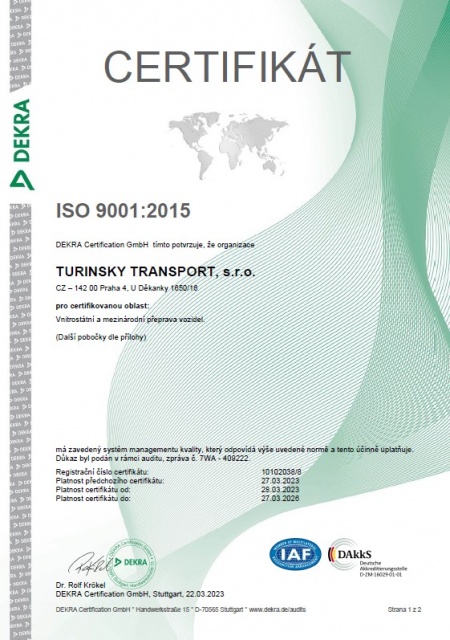 CERTIFIKÁT
DEKRA
ISO 9001:2015
DEKRA Certification GmbH tímto potvrzuje, že organizace
TURINSKY TRANSPORT, s.r.o.
CZ – 142 00 Praha 4, U Děkanky 1650/16
pro certifikovanou oblast:
Vnitrostátní a mezinárodní přeprava vozidel.
(Další pobočky dle přílohy)
má zavedený systém managementu kvality, který odpovídá výše uvedené normě a tento účinně uplatňuje.
Důkaz byl podán v rámci auditu, zpráva č. 7WA - 409222.
Registrační číslo certifikátu: 10102038/8
Platnost předchozího certifikátu: 27.03.2023
Platnost certifikátu od: 28.03.2023
Platnost certifikátu do: 27.03.2026
DEKRA
IAF
DAkkS
Deutsche
Akkreditierungsstelle
D-ZM-16029-01-01
Dr. Rolf Krökel
DEKRA Certification GmbH, Stuttgart, 22.03.2023
DEKRA Certification GmbH * Handwerkstraße 15 * D-70565 Stuttgart * www.dekra.de/audits
Strana 1 z 2